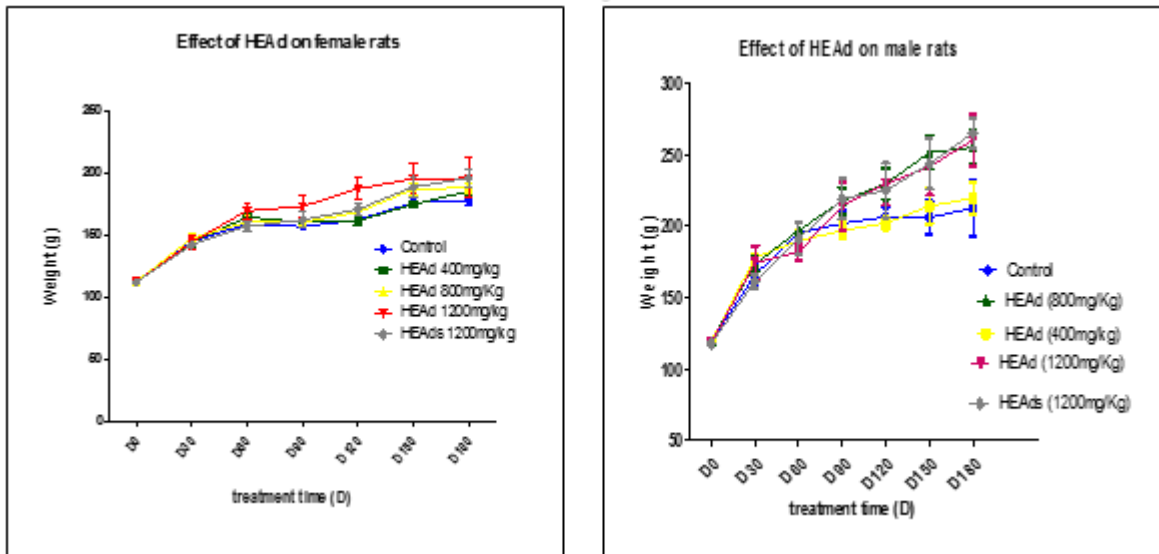 Effect of HEAd on female rats
Weight (g)
250
200
150
100
50
0
Control
HEAd 400mg/kg
HEAd 800mg/Kg
HEAd 1200mg/kg
HEAds 1200mg/kg
D0
D30
D60
D90
D120
D150
D180
treatment time (D)
Effect of HEAd on male rats
Weight (g)
300
250
200
150
100
50
Control
HEAd (800mg/Kg)
HEAd (400mg/kg)
HEAd (1200mg/Kg)
HEAds (1200mg/Kg)
D0
D30
D60
D90
D120
D150
D180
treatment time (D)